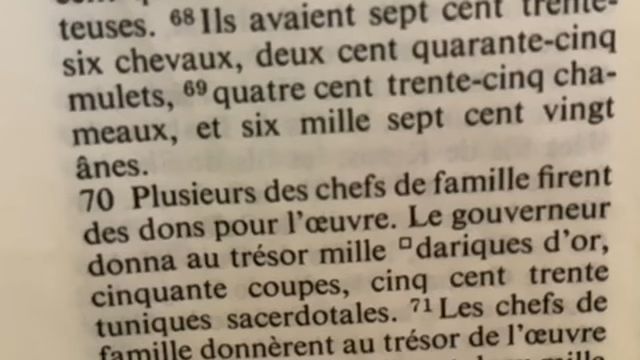 teuses. 68 Ils avaient sept cent trente-
six chevaux, deux cent quarante-cinq
mulets, 69 quatre cent trente-cinq cha-
meaux, et six mille sept cent vingt
ânes.
70 Plusieurs des chefs de famille firent
des dons pour l'œuvre. Le gouverneur
donna au trésor mille □dariques d'or,
cinquante coupes, cinq cent trente
tuniques sacerdotales. 71 Les chefs de
famille donnèrent au trésor de l'œuvre
mille